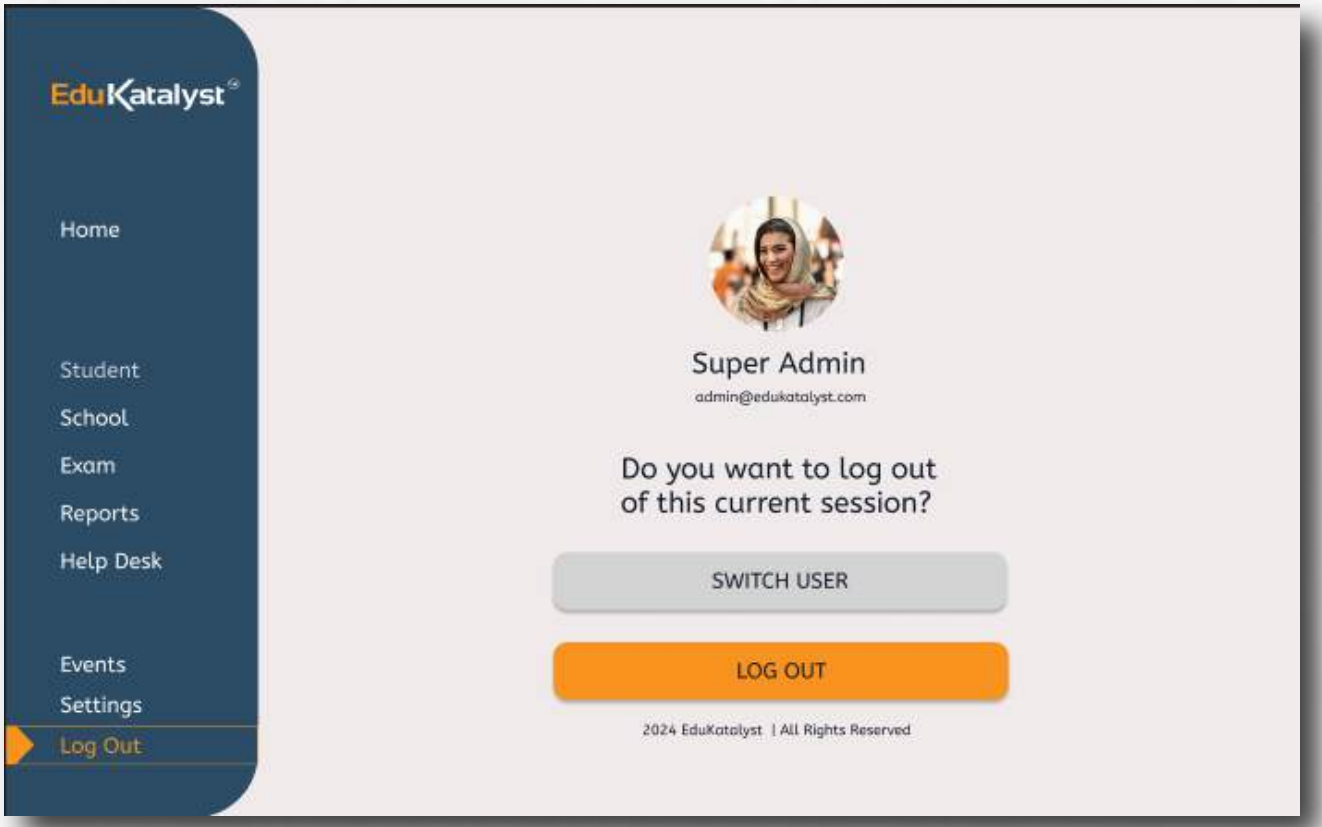 EduKatalyst
Home
Student
School
Exam
Reports
Help Desk
Events
Settings
Log Out
Super Admin
admin@edukatalyst.com
Do you want to log out
of this current session?
SWITCH USER
LOG OUT
2024 EduKatalyst | All Rights Reserved